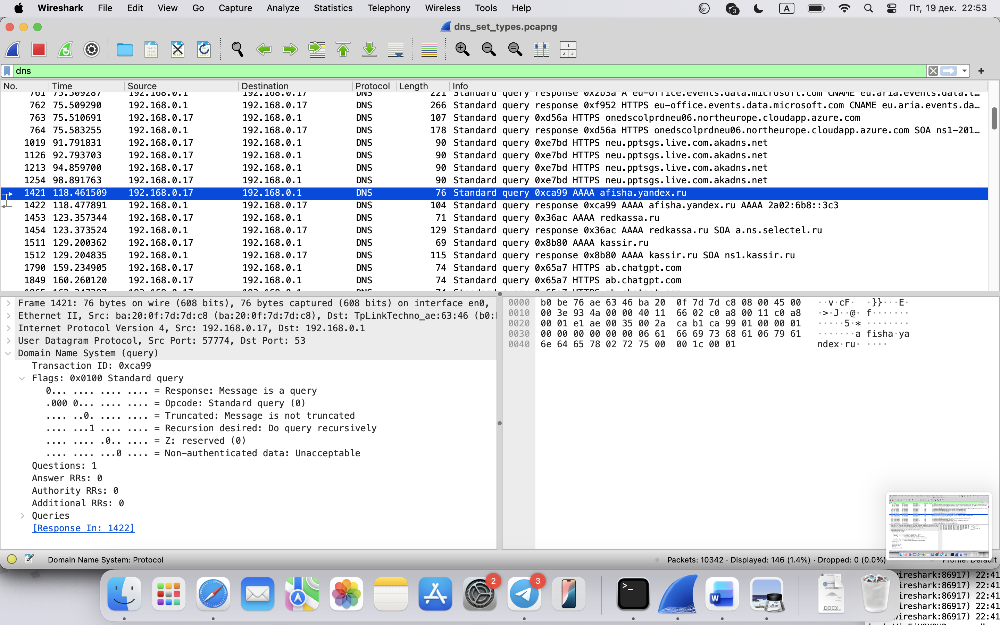 Wireshark File Edit View Go Capture Analyze Statistics Telephony Wireless Tools Help 3 A Пт, 19 дек. 22:53
dns_set_types.pcapng
dns
No. Time Source Destination Protocol Length Info
761 75.509287 192.168.0.1 192.168.0.17 DNS 221 Standard query response 0x2b3a A eu-office.events.data.microsoft.com CNAME eu.aria.events.data.t…
762 75.509290 192.168.0.1 192.168.0.17 DNS 266 Standard query response 0xf952 HTTPS eu-office.events.data.microsoft.com CNAME eu.aria.events.da…
763 75.510691 192.168.0.17 192.168.0.1 DNS 107 Standard query 0xd56a HTTPS onedscolprdneu06.northeurope.cloudapp.azure.com
764 75.583255 192.168.0.1 192.168.0.17 DNS 178 Standard query response 0xd56a HTTPS onedscolprdneu06.northeurope.cloudapp.azure.com SOA ns1-201…
1019 91.791831 192.168.0.17 192.168.0.1 DNS 90 Standard query 0xe7bd HTTPS neu.pptsgs.live.com.akadns.net
1126 92.793703 192.168.0.17 192.168.0.1 DNS 90 Standard query 0xe7bd HTTPS neu.pptsgs.live.com.akadns.net
1213 94.859700 192.168.0.17 192.168.0.1 DNS 90 Standard query 0xe7bd HTTPS neu.pptsgs.live.com.akadns.net
1254 98.891763 192.168.0.17 192.168.0.1 DNS 90 Standard query 0xe7bd HTTPS neu.pptsgs.live.com.akadns.net
1421 118.461509 192.168.0.17 192.168.0.1 DNS 76 Standard query 0xca99 AAAA afisha.yandex.ru
1422 118.477891 192.168.0.1 192.168.0.17 DNS 104 Standard query response 0xca99 AAAA afisha.yandex.ru AAAA 2a02:6b8::3c3
1453 123.357344 192.168.0.17 192.168.0.1 DNS 71 Standard query 0x36ac AAAA redkassa.ru
1454 123.373524 192.168.0.1 192.168.0.17 DNS 129 Standard query response 0x36ac AAAA redkassa.ru SOA a.ns.selectel.ru
1511 129.200362 192.168.0.17 192.168.0.1 DNS 69 Standard query 0x8b80 AAAA kassir.ru
1512 129.204835 192.168.0.1 192.168.0.17 DNS 115 Standard query response 0x8b80 AAAA kassir.ru SOA ns1.kassir.ru
1790 159.234905 192.168.0.17 192.168.0.1 DNS 74 Standard query 0x65a7 HTTPS ab.chatgpt.com
1849 160.260120 192.168.0.17 192.168.0.1 DNS 74 Standard query 0x65a7 HTTPS ab.chatgpt.com
Frame 1421: 76 bytes on wire (608 bits), 76 bytes captured (608 bits) on interface en0,
Ethernet II, Src: ba:20:0f:7d:7d:c8 (ba:20:0f:7d:7d:c8), Dst: TpLinkTechno_ae:63:46 (b0:
Internet Protocol Version 4, Src: 192.168.0.17, Dst: 192.168.0.1
User Datagram Protocol, Src Port: 57774, Dst Port: 53
Domain Name System (query)
Transaction ID: 0xca99
Flags: 0x0100 Standard query
0... .... .... .... = Response: Message is a query
.000 0... .... .... = Opcode: Standard query (0)
.... ..0. .... .... = Truncated: Message is not truncated
.... ...1 .... .... = Recursion desired: Do query recursively
.... .... .0.. .... = Z: reserved (0)
.... .... ...0 .... = Non-authenticated data: Unacceptable
Questions: 1
Answer RRs: 0
Authority RRs: 0
Additional RRs: 0
Queries
[Response In: 1422]
0000 b0 be 76 ae 63 46 ba 20 0f 7d 7d c8 08 00 45 00 ··v·cF· ·}}···E·
0010 00 3e 93 4a 00 00 40 11 66 02 c0 a8 00 11 c0 a8 ·>·J··@· f·······
0020 00 01 e1 ae 00 35 00 2a ca b1 ca 99 01 00 00 01 ·····5·* ········
0030 00 00 00 00 00 00 06 61 66 69 73 68 61 06 79 61 ·······a fisha·ya
0040 6e 64 65 78 02 72 75 00 00 1c 00 01 ndex·ru· ····
Domain Name System: Protocol Packets: 10342 · Displayed: 146 (1.4%) · Dropped: 0 (0.0%) Profile: Default
ireshark:86917) 22:41
ireshark:86917) 22:41
ireshark:86917) 22:41
ireshark:86917) 22:41
ireshark:86917) 22:41
2
3
>_
W
DOCX